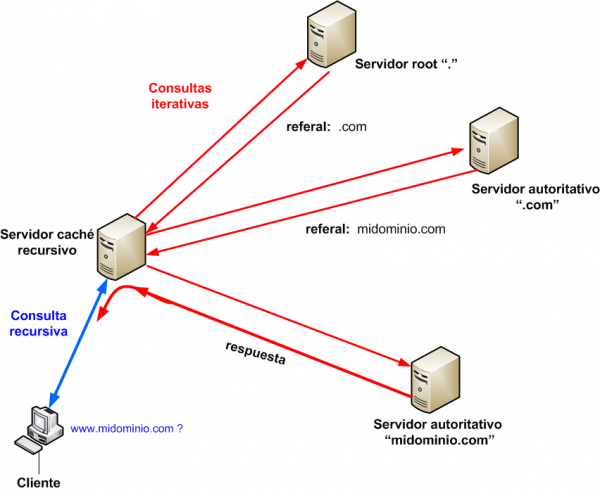 Servidor root “.”
Consultas
iterativas
referal: .com
Servidor autoritativo
“.com”
Servidor caché
recursivo
referal: midominio.com
Consulta
recursiva
respuesta
www.midominio.com ?
Servidor autoritativo
“midominio.com”
Cliente